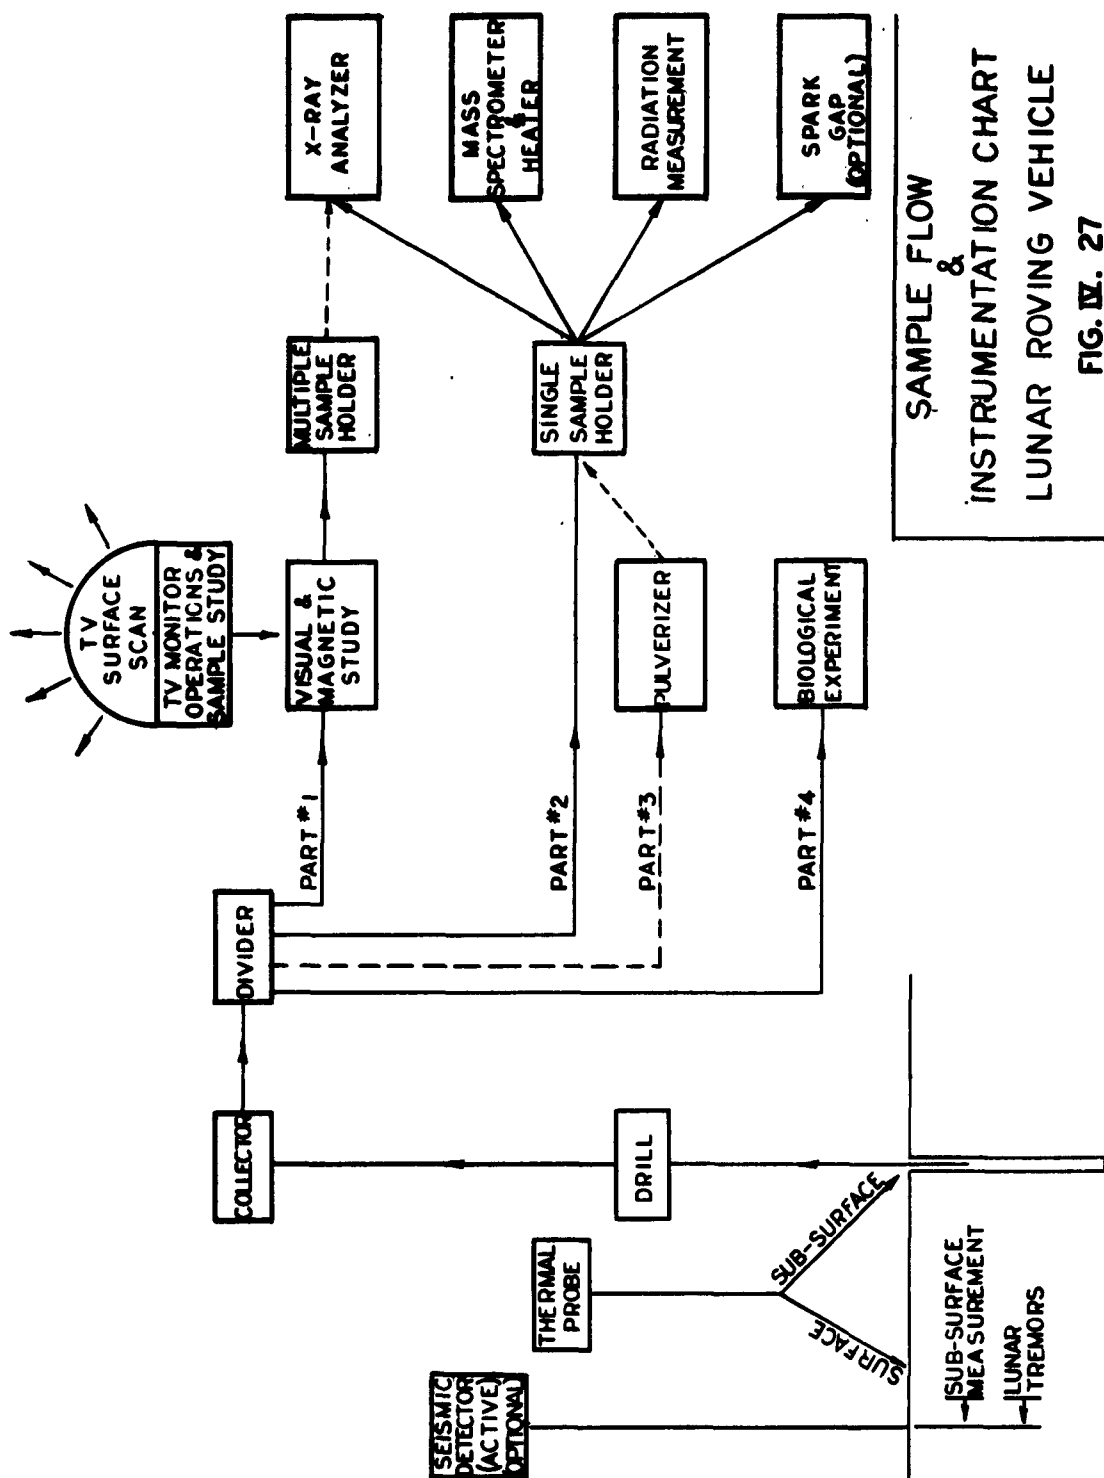 TV
SURFACE
SCAN
TV MONITOR
OPERATIONS &
SAMPLE STUDY
COLLECTOR
DIVIDER
VISUAL &
MAGNETIC
STUDY
MULTIPLE
SAMPLE
HOLDER
X-RAY
ANALYZER
PART #1
SEISMIC
DETECTOR
(ACTIVE)
OPTIONAL)
THERMAL
PROBE
DRILL
PART #2
SINGLE
SAMPLE
HOLDER
MASS
SPECTROMETER
&
HEATER
PART #3
PULVERIZER
RADIATION
MEASUREMENT
PART #4
BIOLOGICAL
EXPERIMENT
SPARK
GAP
(OPTIONAL)
SURFACE
SUB-SURFACE
SUB-SURFACE
MEASUREMENT
LUNAR
TREMORS
SAMPLE FLOW
&
INSTRUMENTATION CHART
LUNAR ROVING VEHICLE
FIG. IV. 27